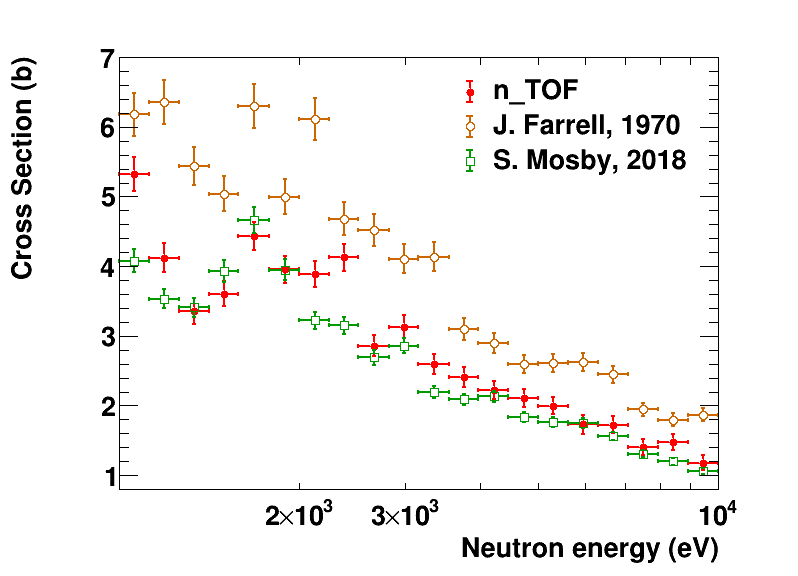 Cross Section (b)
7
6
5
4
3
2
1
n_TOF
J. Farrell, 1970
S. Mosby, 2018
2×10³ 3×10³ 10⁴
Neutron energy (eV)